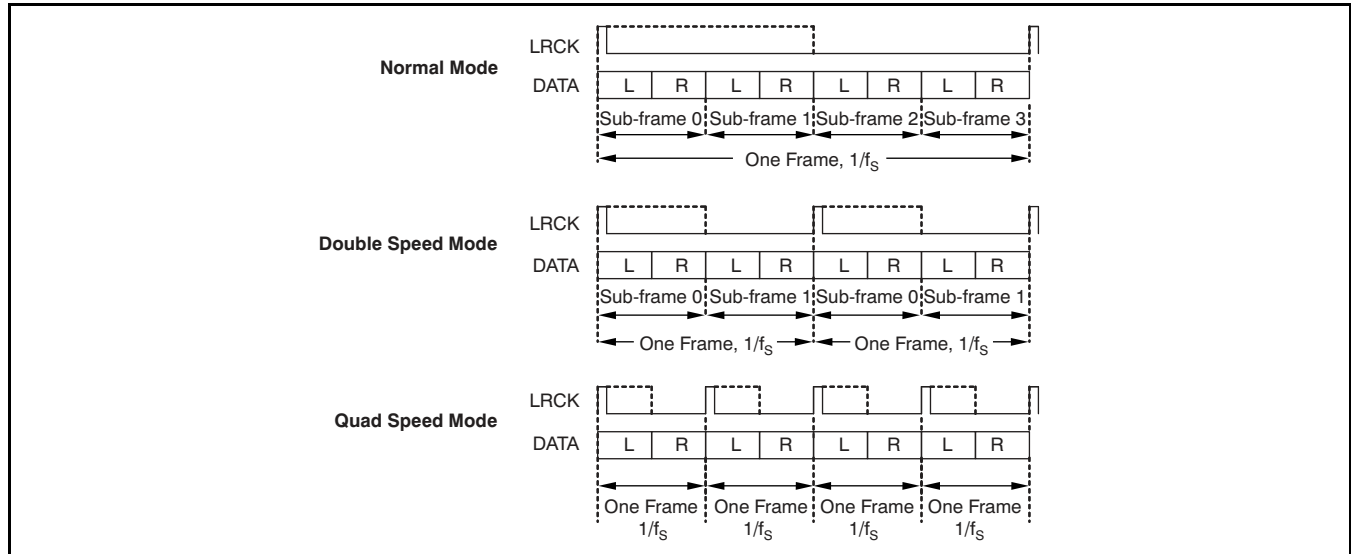 LRCK
Normal Mode
DATA L R L R L R L R
Sub-frame 0 Sub-frame 1 Sub-frame 2 Sub-frame 3
One Frame, 1/fS
LRCK
Double Speed Mode
DATA L R L R L R L R
Sub-frame 0 Sub-frame 1 Sub-frame 0 Sub-frame 1
One Frame, 1/fS One Frame, 1/fS
LRCK
Quad Speed Mode
DATA L R L R L R L R
One Frame One Frame One Frame One Frame
1/fS 1/fS 1/fS 1/fS